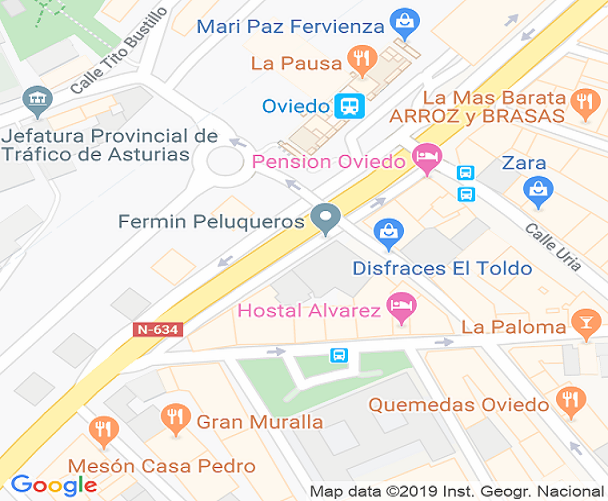 Calle Tito Bustillo
Mari Paz Fervienza
La Pausa
Oviedo
La Mas Barata
ARROZ y BRASAS
Jefatura Provincial de
Tráfico de Asturias
Pension Oviedo
Zara
Fermin Peluqueros
Calle Uria
Disfraces El Toldo
Hostal Alvarez
N-634
La Paloma
Quemedas Oviedo
Gran Muralla
Mesón Casa Pedro
Google
Map data ©2019 Inst. Geogr. Nacional